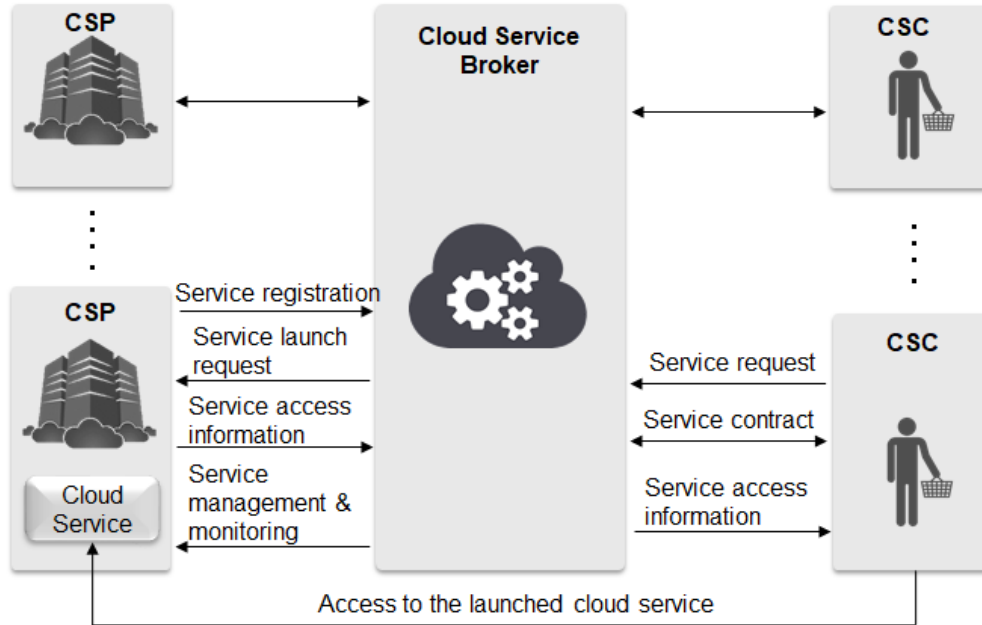 CSP
Cloud Service
Broker
CSC
Service registration
CSP
Service launch
request
Service access
information
Service
management &
monitoring
Cloud
Service
CSC
Service request
Service contract
Service access
information
Access to the launched cloud service